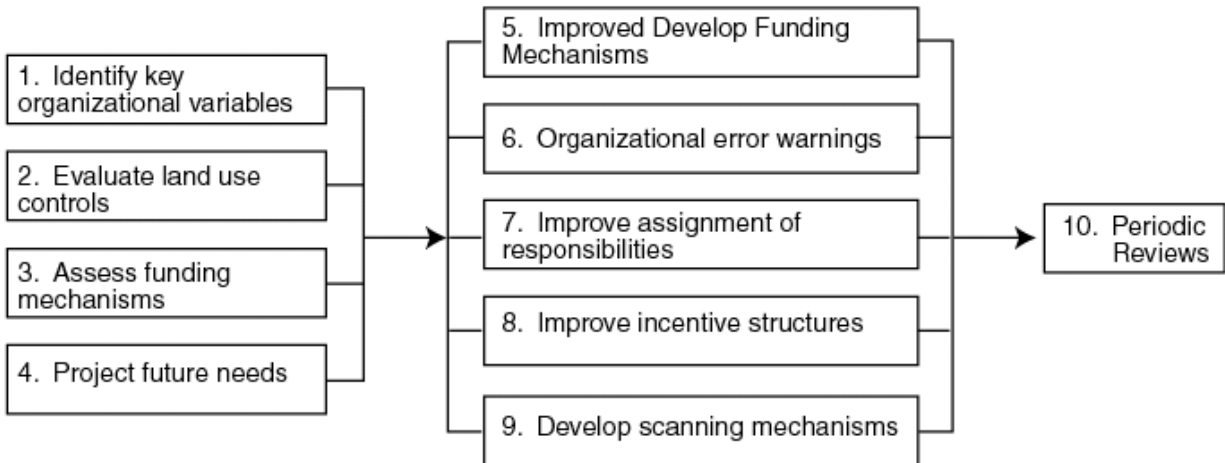 1. Identify key
organizational variables
2. Evaluate land use
controls
3. Assess funding
mechanisms
4. Project future needs
5. Improved Develop Funding
Mechanisms
6. Organizational error warnings
7. Improve assignment of
responsibilities
8. Improve incentive structures
9. Develop scanning mechanisms
10. Periodic
Reviews